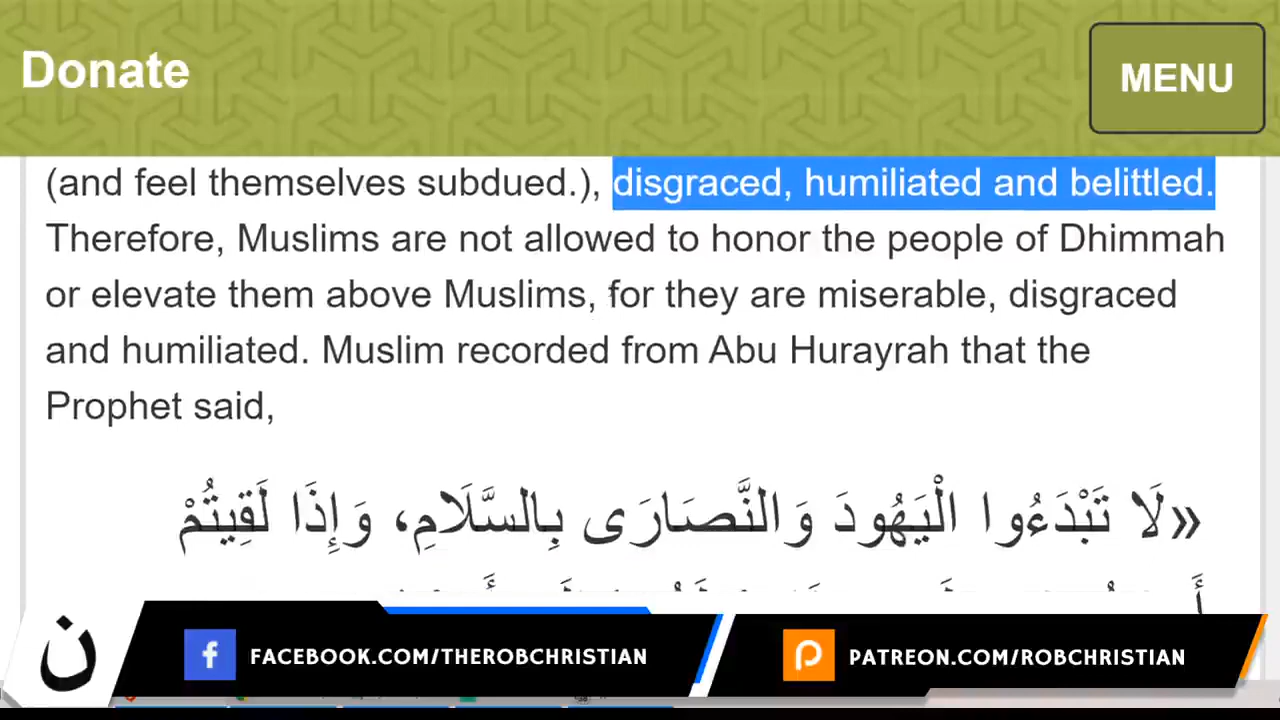 Donate
MENU
(and feel themselves subdued.), disgraced, humiliated and belittled.
Therefore, Muslims are not allowed to honor the people of Dhimmah
or elevate them above Muslims, for they are miserable, disgraced
and humiliated. Muslim recorded from Abu Hurayrah that the
Prophet said,
«لَا تَبْدَءُوا الْيَهُودَ وَالنَّصَارَى بِالسَّلَامِ، وَإِذَا لَقِيتُمْ
ن
FACEBOOK.COM/THEROBCHRISTIAN
PATREON.COM/ROBCHRISTIAN